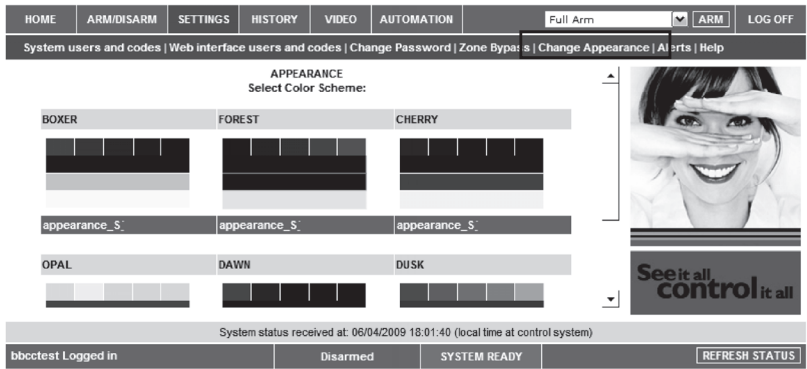 HOME ARM/DISARM SETTINGS HISTORY VIDEO AUTOMATION Full Arm ARM LOG OFF
System users and codes | Web interface users and codes | Change Password | Zone Bypass | Change Appearance | Alerts | Help
APPEARANCE
Select Color Scheme:
BOXER FOREST CHERRY
appearance_S appearance_S appearance_S
OPAL DAWN DUSK
See it all
control it all
System status received at: 06/04/2009 18:01:40 (local time at control system)
bbcctest Logged in Disarmed SYSTEM READY REFRESH STATUS